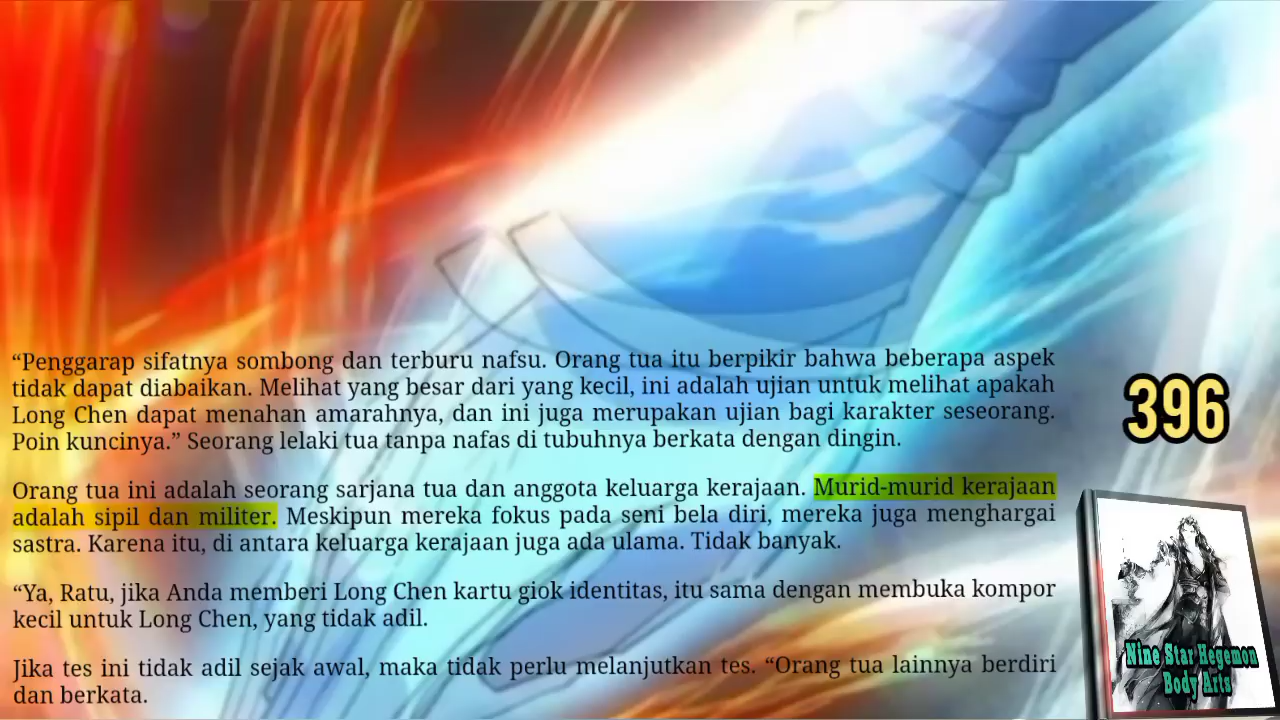 “Penggarap sifatnya sombong dan terburu nafsu. Orang tua itu berpikir bahwa beberapa aspek
tidak dapat diabaikan. Melihat yang besar dari yang kecil, ini adalah ujian untuk melihat apakah
Long Chen dapat menahan amarahnya, dan ini juga merupakan ujian bagi karakter seseorang.
Poin kuncinya.” Seorang lelaki tua tanpa nafas di tubuhnya berkata dengan dingin.
Orang tua ini adalah seorang sarjana tua dan anggota keluarga kerajaan. Murid-murid kerajaan
adalah sipil dan militer. Meskipun mereka fokus pada seni bela diri, mereka juga menghargai
sastra. Karena itu, di antara keluarga kerajaan juga ada ulama. Tidak banyak.
“Ya, Ratu, jika Anda memberi Long Chen kartu giok identitas, itu sama dengan membuka kompor
kecil untuk Long Chen, yang tidak adil.
Jika tes ini tidak adil sejak awal, maka tidak perlu melanjutkan tes. “Orang tua lainnya berdiri
dan berkata.
396
Nine Star Hegemon
Body Arts